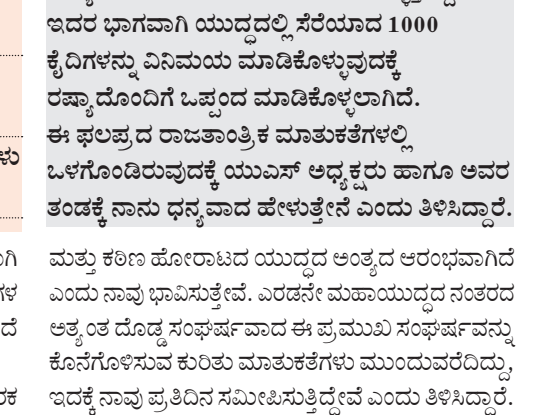 ಇದರ ಭಾಗವಾಗಿ ಯುದ್ಧದಲ್ಲಿ ಸೆರೆಯಾದ 1000
ಕೈದಿಗಳನ್ನು ವಿನಿಮಯ ಮಾಡಿಕೊಳ್ಳುವುದಕ್ಕೆ
ರಷ್ಯಾದೊಂದಿಗೆ ಒಪ್ಪಂದ ಮಾಡಿಕೊಳ್ಳಲಾಗಿದೆ.
ಈ ಫಲಪ್ರದ ರಾಜತಾಂತ್ರಿಕ ಮಾತುಕತೆಗಳಲ್ಲಿ
ಒಳಗೊಂಡಿರುವುದಕ್ಕೆ ಯುಎಸ್ ಅಧ್ಯಕ್ಷರು ಹಾಗೂ ಅವರ
ತಂಡಕ್ಕೆ ನಾನು ಧನ್ಯವಾದ ಹೇಳುತ್ತೇನೆ ಎಂದು ತಿಳಿಸಿದ್ದಾರೆ.
ಮತ್ತು ಕಠಿಣ ಹೋರಾಟದ ಯುದ್ಧದ ಅಂತ್ಯದ ಆರಂಭವಾಗಿದೆ
ಎಂದು ನಾವು ಭಾವಿಸುತ್ತೇವೆ. ಎರಡನೇ ಮಹಾಯುದ್ಧದ ನಂತರದ
ಅತ್ಯಂತ ದೊಡ್ಡ ಸಂಘರ್ಷವಾದ ಈ ಪ್ರಮುಖ ಸಂಘರ್ಷವನ್ನು
ಕೊನೆಗೊಳಿಸುವ ಕುರಿತು ಮಾತುಕತೆಗಳು ಮುಂದುವರೆದಿದ್ದು,
ಇದಕ್ಕೆ ನಾವು ಪ್ರತಿದಿನ ಸಮೀಪಿಸುತ್ತಿದ್ದೇವೆ ಎಂದು ತಿಳಿಸಿದ್ದಾರೆ.